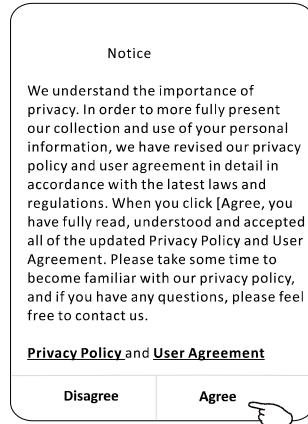 Notice
We understand the importance of
privacy. In order to more fully present
our collection and use of your personal
information, we have revised our privacy
policy and user agreement in detail in
accordance with the latest laws and
regulations. When you click [Agree, you
have fully read, understood and accepted
all of the updated Privacy Policy and User
Agreement. Please take some time to
become familiar with our privacy policy,
and if you have any questions, please feel
free to contact us.
Privacy Policy and User Agreement
Disagree Agree